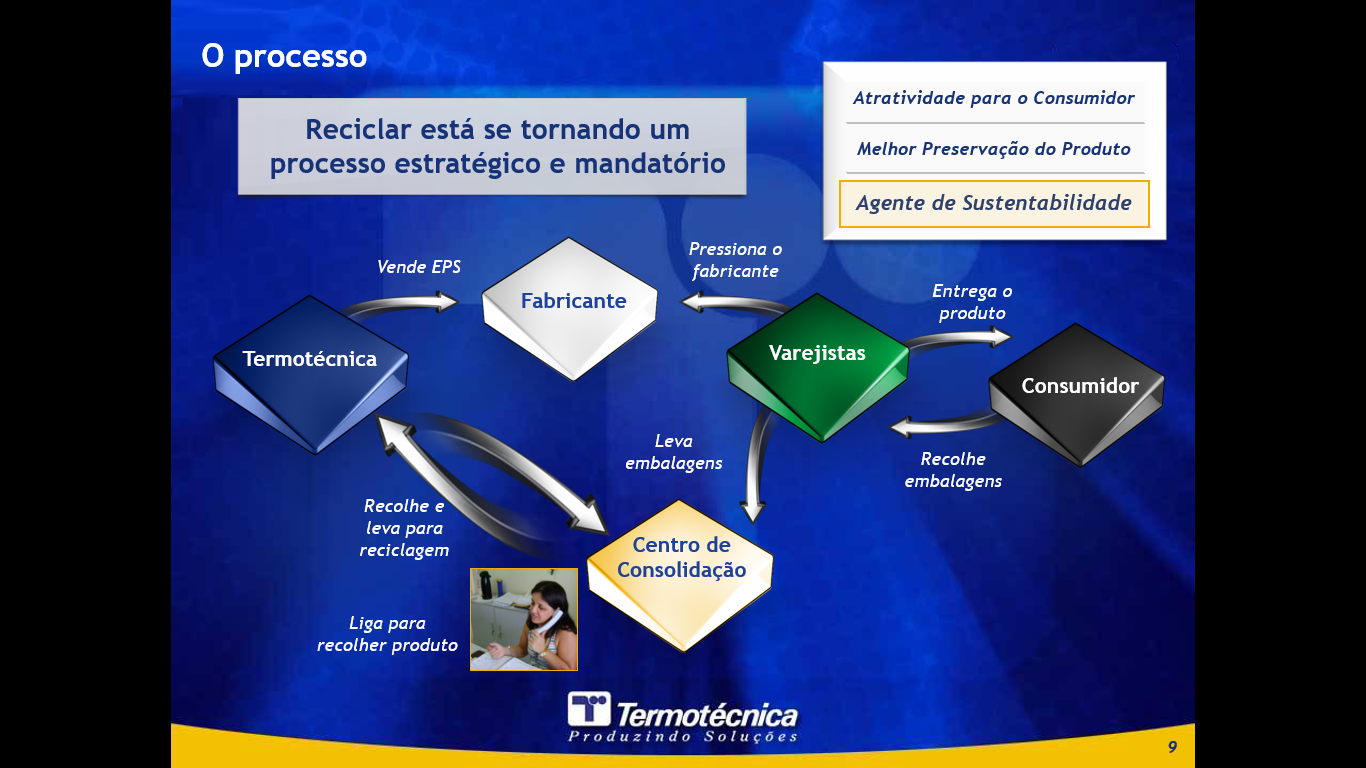 O processo
Reciclar está se tornando um
processo estratégico e mandatório
Atratividade para o Consumidor
Melhor Preservação do Produto
Agente de Sustentabilidade
Vende EPS
Fabricante
Pressiona o
fabricante
Entrega o
produto
Termotécnica
Varejistas
Consumidor
Leva
embalagens
Recolhe
embalagens
Recolhe e
leva para
reciclagem
Centro de
Consolidação
Liga para
recolher produto
Termotécnica
Produzindo Soluções
9